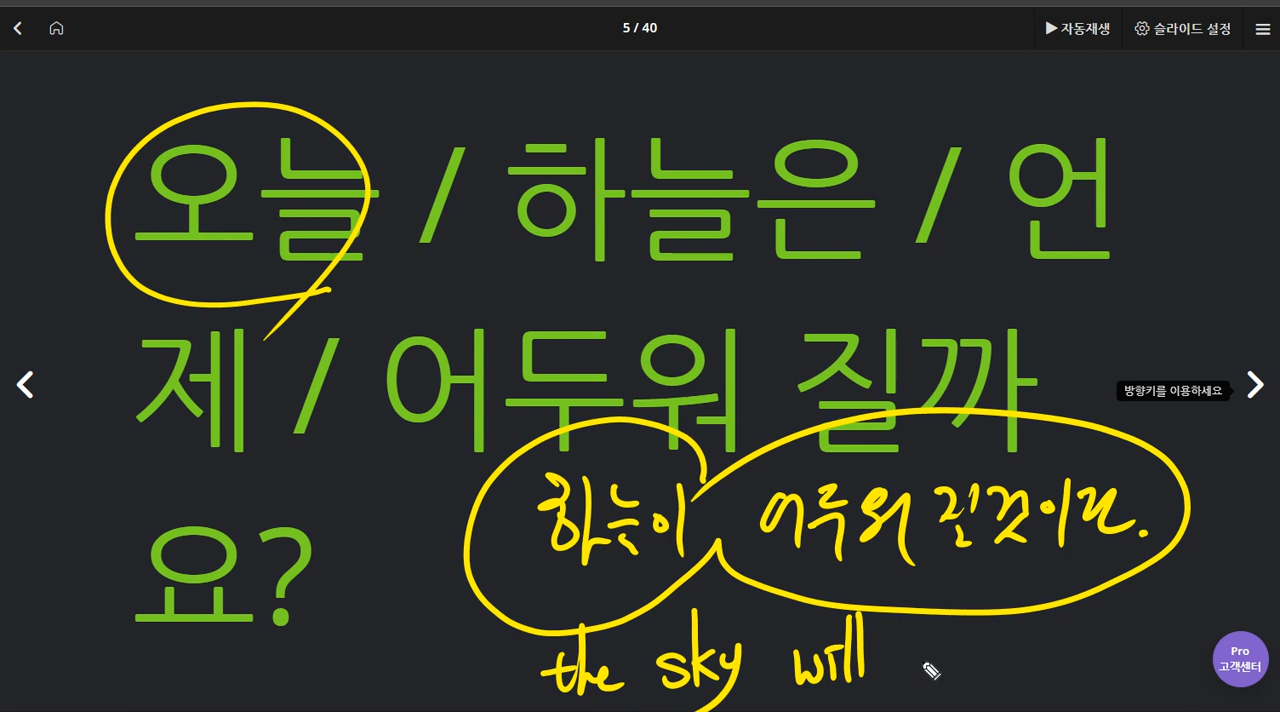 5 / 40
▶ 자동재생
슬라이드 설정
오늘 / 하늘은 / 언
제 / 어두워 질까
방향키를 이용하세요
하늘이 어두워 진것이다.
요?
the sky will
Pro
고객센터